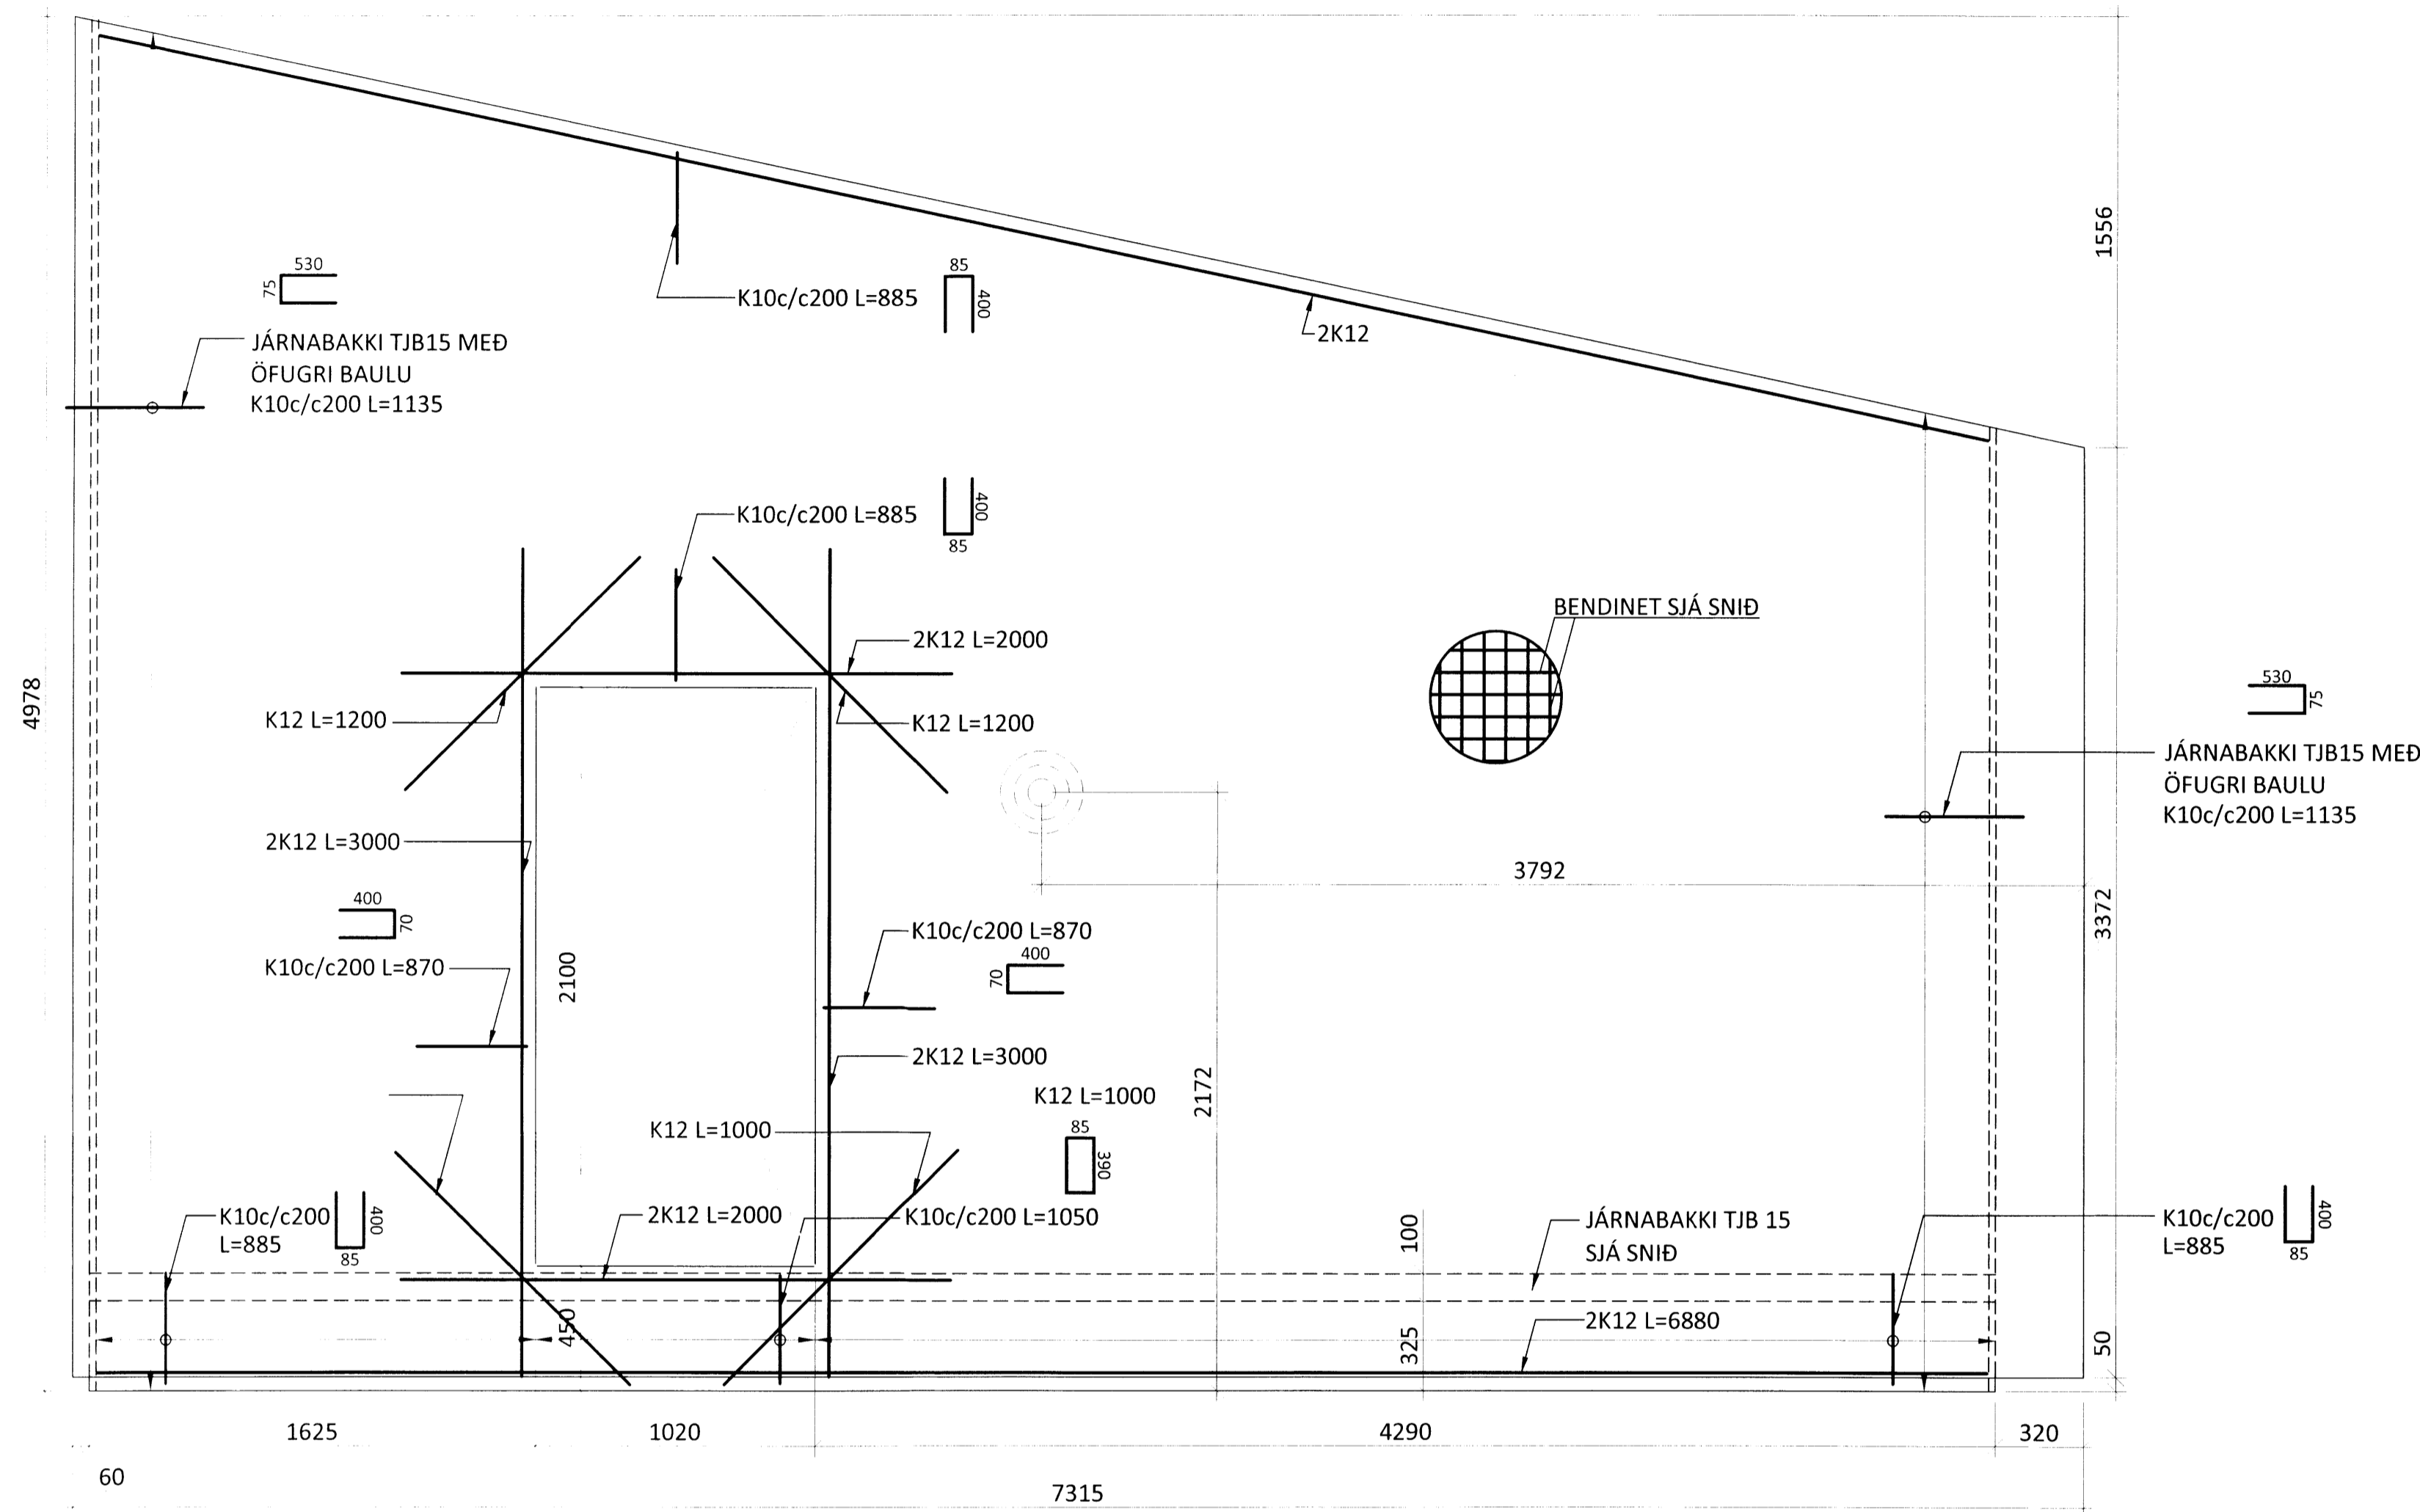 1556
530
75
85
400
K10c/c200 L=885
2K12
JÁRNABAKKI TJB15 MEÐ
ÖFUGRI BAULU
K10c/c200 L=1135
K10c/c200 L=885
400
85
BENDINET SJÁ SNIÐ
2K12 L=2000
4978
K12 L=1200
K12 L=1200
530
75
JÁRNABAKKI TJB15 MEÐ
ÖFUGRI BAULU
K10c/c200 L=1135
2K12 L=3000
3792
3372
400
70
K10c/c200 L=870
K10c/c200 L=870
400
70
2100
2K12 L=3000
2172
K12 L=1000
K12 L=1000
85
390
K10c/c200
L=885
400
85
2K12 L=2000
K10c/c200 L=1050
100
JÁRNABAKKI TJB 15
SJÁ SNIÐ
K10c/c200
L=885
400
85
450
325
2K12 L=6880
50
1625
1020
4290
320
60
7315